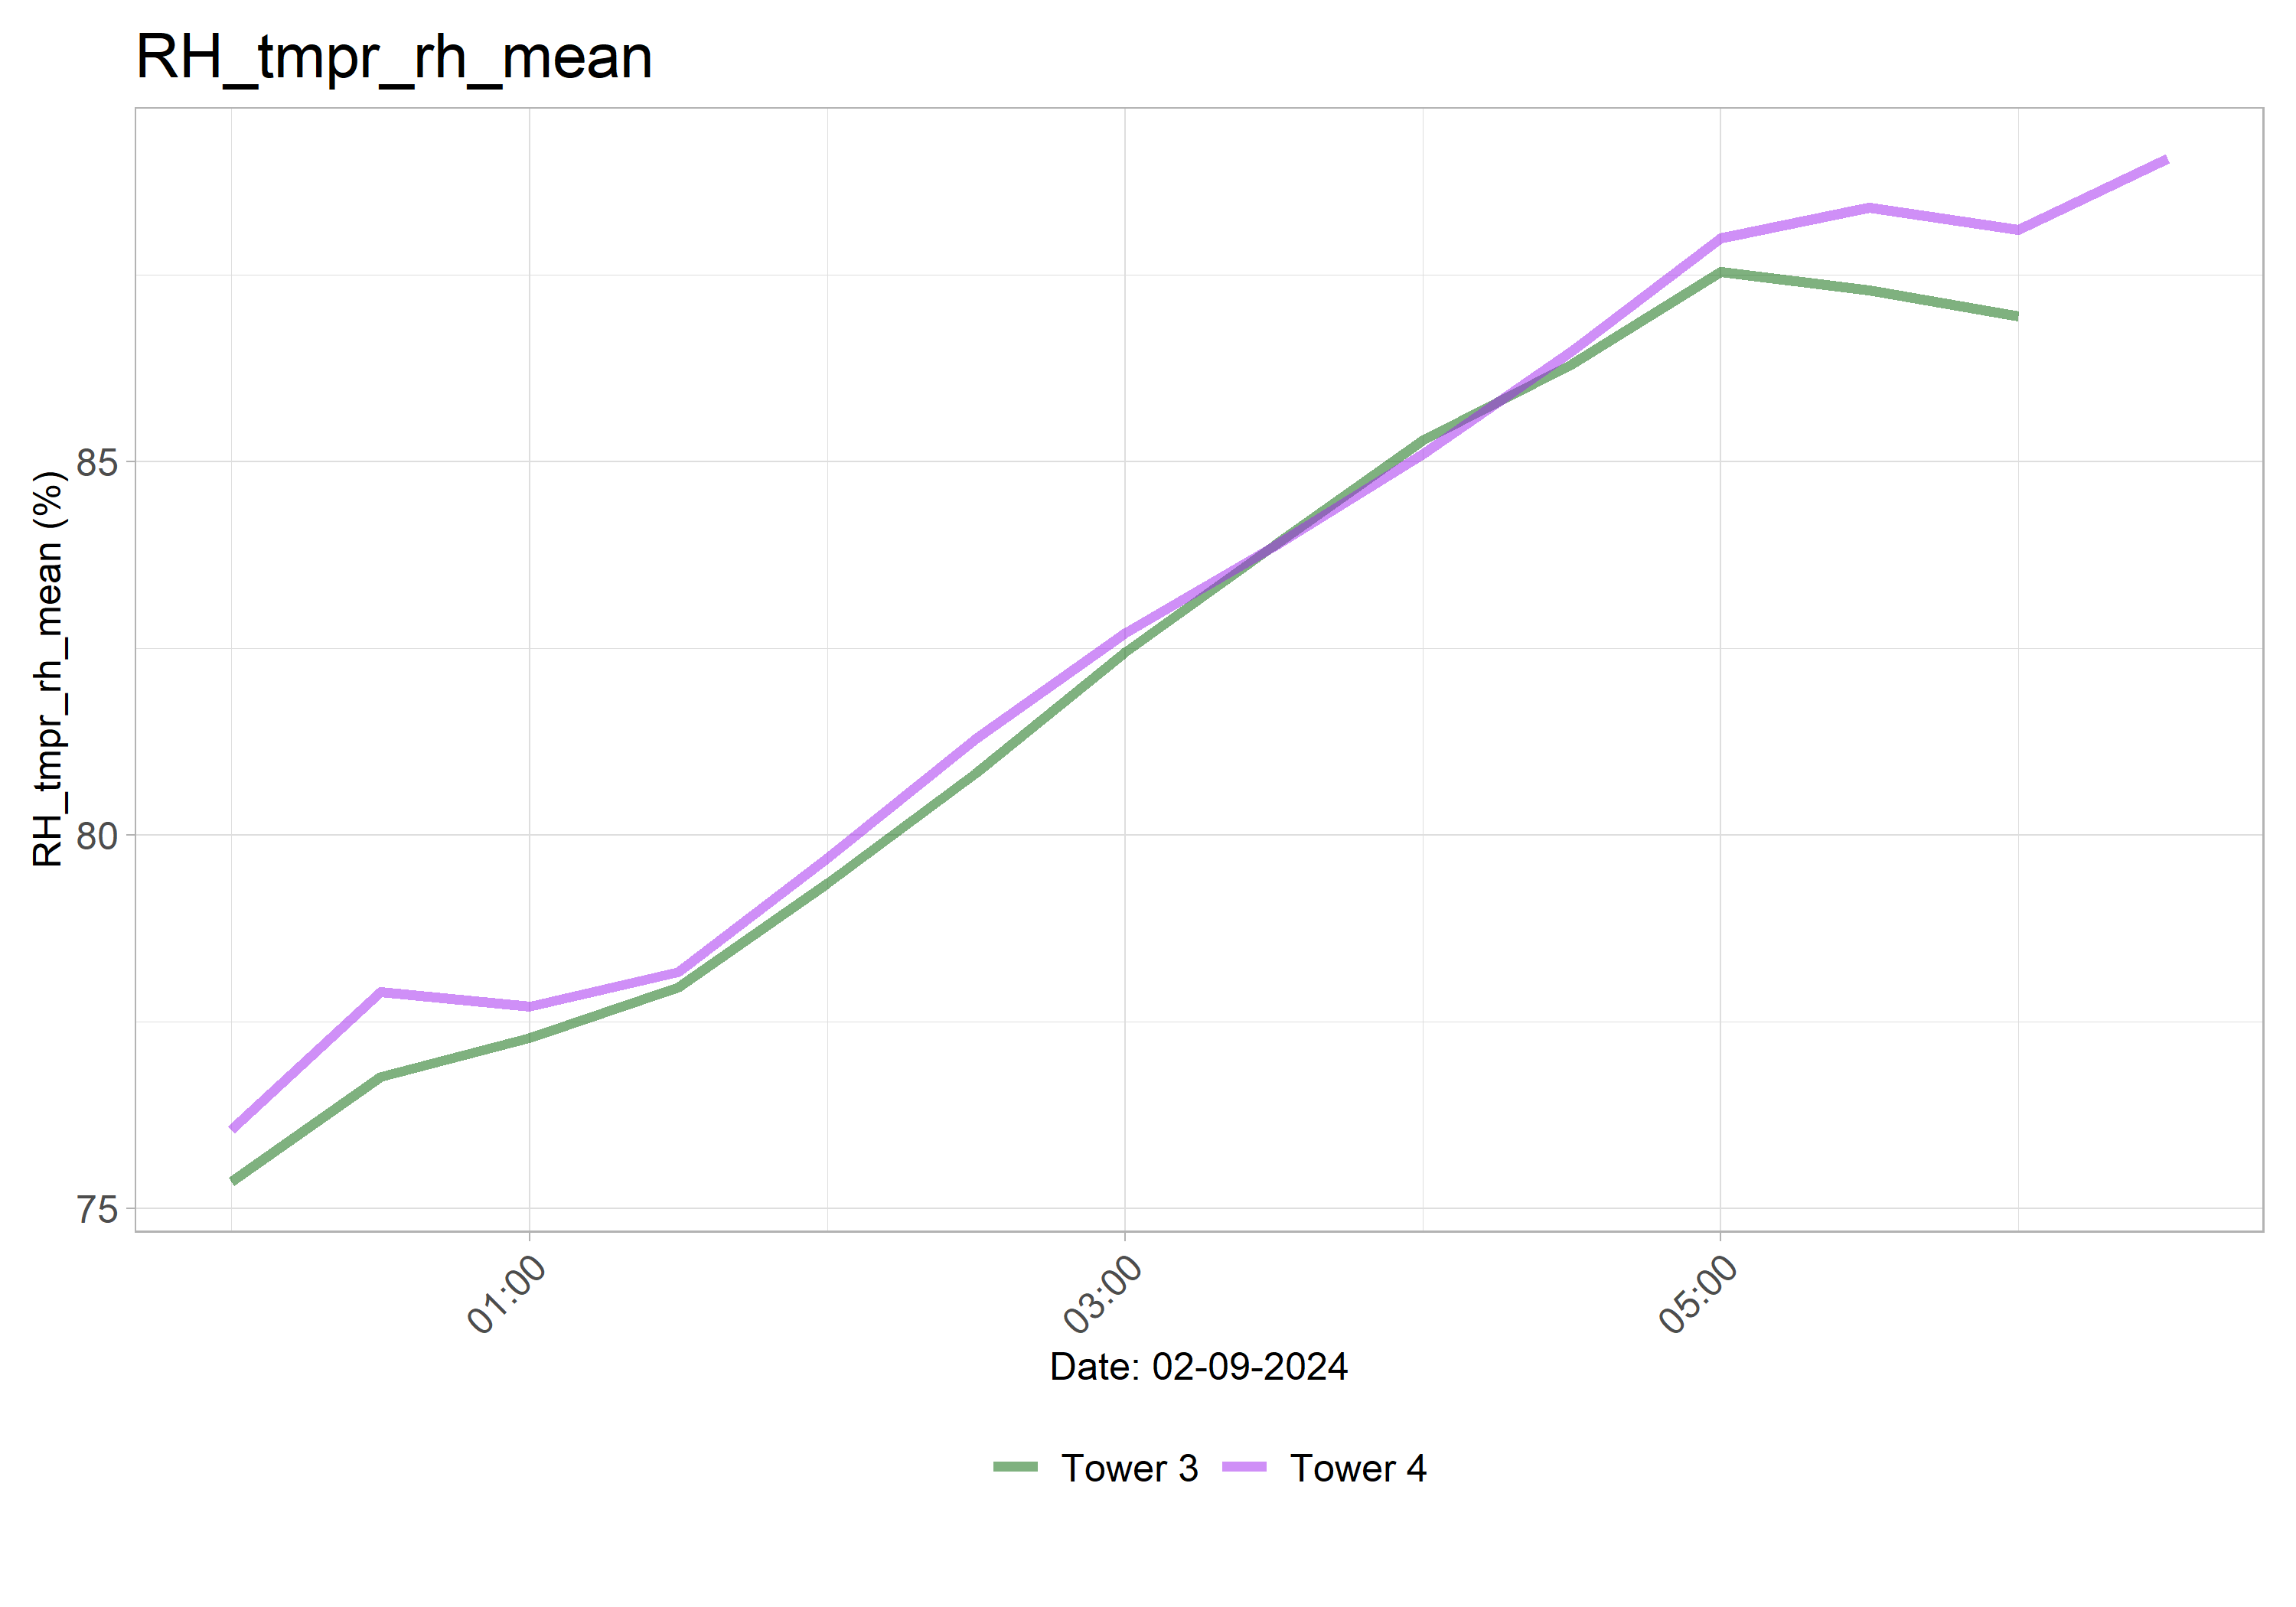 RH_tmpr_rh_mean
RH_tmpr_rh_mean (%)
85
80
75
01:00
03:00
05:00
Date: 02-09-2024
Tower 3
Tower 4